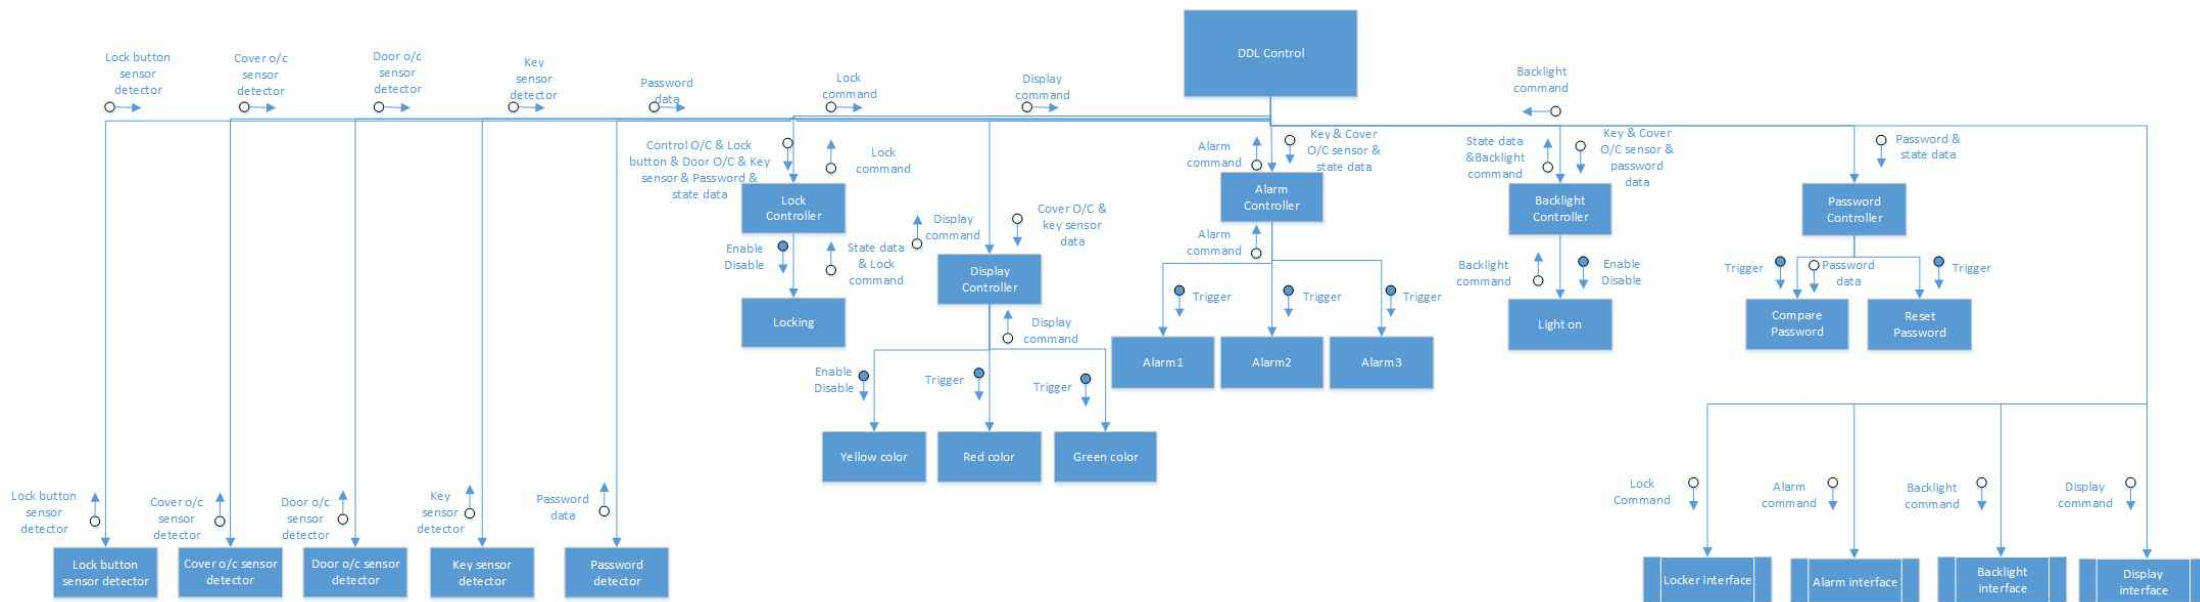 DDL Control
Lock button
sensor
detector
Cover o/c
sensor
detector
Door o/c
sensor
detector
Key
sensor
detector
Password
data
Lock
command
Display
command
Backlight
command
Control O/C & Lock
button & Door O/C & Key
sensor & Password &
state data
Lock
command
Alarm
command
Key & Cover
O/C sensor &
state data
State data
&Backlight
command
Key & Cover
O/C sensor &
password
data
Password &
state data
Lock
Controller
Alarm
Controller
Backlight
Controller
Password
Controller
Enable
Disable
State data
& Lock
command
Display
command
Cover O/C &
key sensor
data
Alarm
command
Backlight
command
Enable
Disable
Trigger
Password
data
Trigger
Display
Controller
Locking
Trigger
Trigger
Trigger
Light on
Compare
Password
Reset
Password
Display
command
Alarm1
Alarm2
Alarm3
Enable
Disable
Trigger
Trigger
Yellow color
Red color
Green color
Lock button
sensor
detector
Cover o/c
sensor
detector
Door o/c
sensor
detector
Key
sensor
detector
Password
data
Lock
Command
Alarm
command
Backlight
command
Display
command
Lock button
sensor detector
Cover o/c sensor
detector
Door o/c sensor
detector
Key sensor
detector
Password
detector
Locker interface
Alarm interface
Backlight
interface
Display
interface